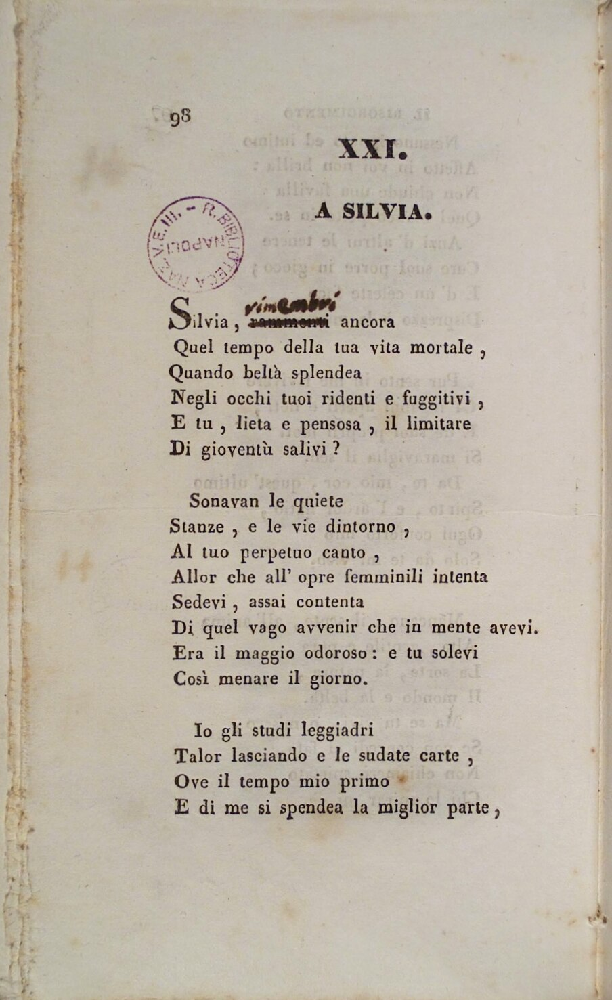 98
XXI.
A SILVIA.
R. BIBLIOTECA NAZ. V. E. III. -
NAPOLI
rimembri
Silvia , rammenti ancora
Quel tempo della tua vita mortale ,
Quando beltà splendea
Negli occhi tuoi ridenti e fuggitivi ,
E tu , lieta e pensosa , il limitare
Di gioventù salivi ?
Sonavan le quiete
Stanze , e le vie dintorno ,
Al tuo perpetuo canto ,
Allor che all' opre femminili intenta
Sedevi , assai contenta
Di quel vago avvenir che in mente avevi.
Era il maggio odoroso : e tu solevi
Così menare il giorno.
Io gli studi leggiadri
Talor lasciando e le sudate carte ,
Ove il tempo mio primo
E di me si spendea la miglior parte ,